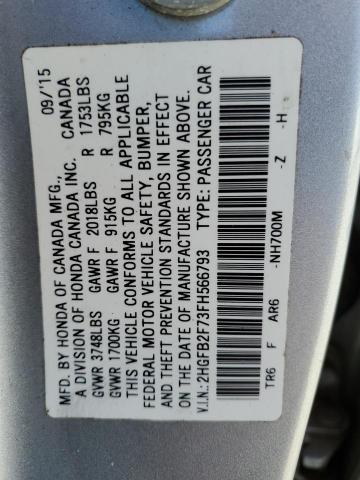 MFD. BY HONDA OF CANADA MFG., 09/'15
A DIVISION OF HONDA CANADA INC. CANADA
GVWR 3748LBS GAWR F 2018LBS R 1753LBS
GVWR 1700KG GAWR F 915KG R 795KG
THIS VEHICLE CONFORMS TO ALL APPLICABLE
FEDERAL MOTOR VEHICLE SAFETY, BUMPER,
AND THEFT PREVENTION STANDARDS IN EFFECT
ON THE DATE OF MANUFACTURE SHOWN ABOVE.
V.I.N.: 2HGFB2F73FH566793 TYPE: PASSENGER CAR
TR6 F AR6 -NH700M -Z -H